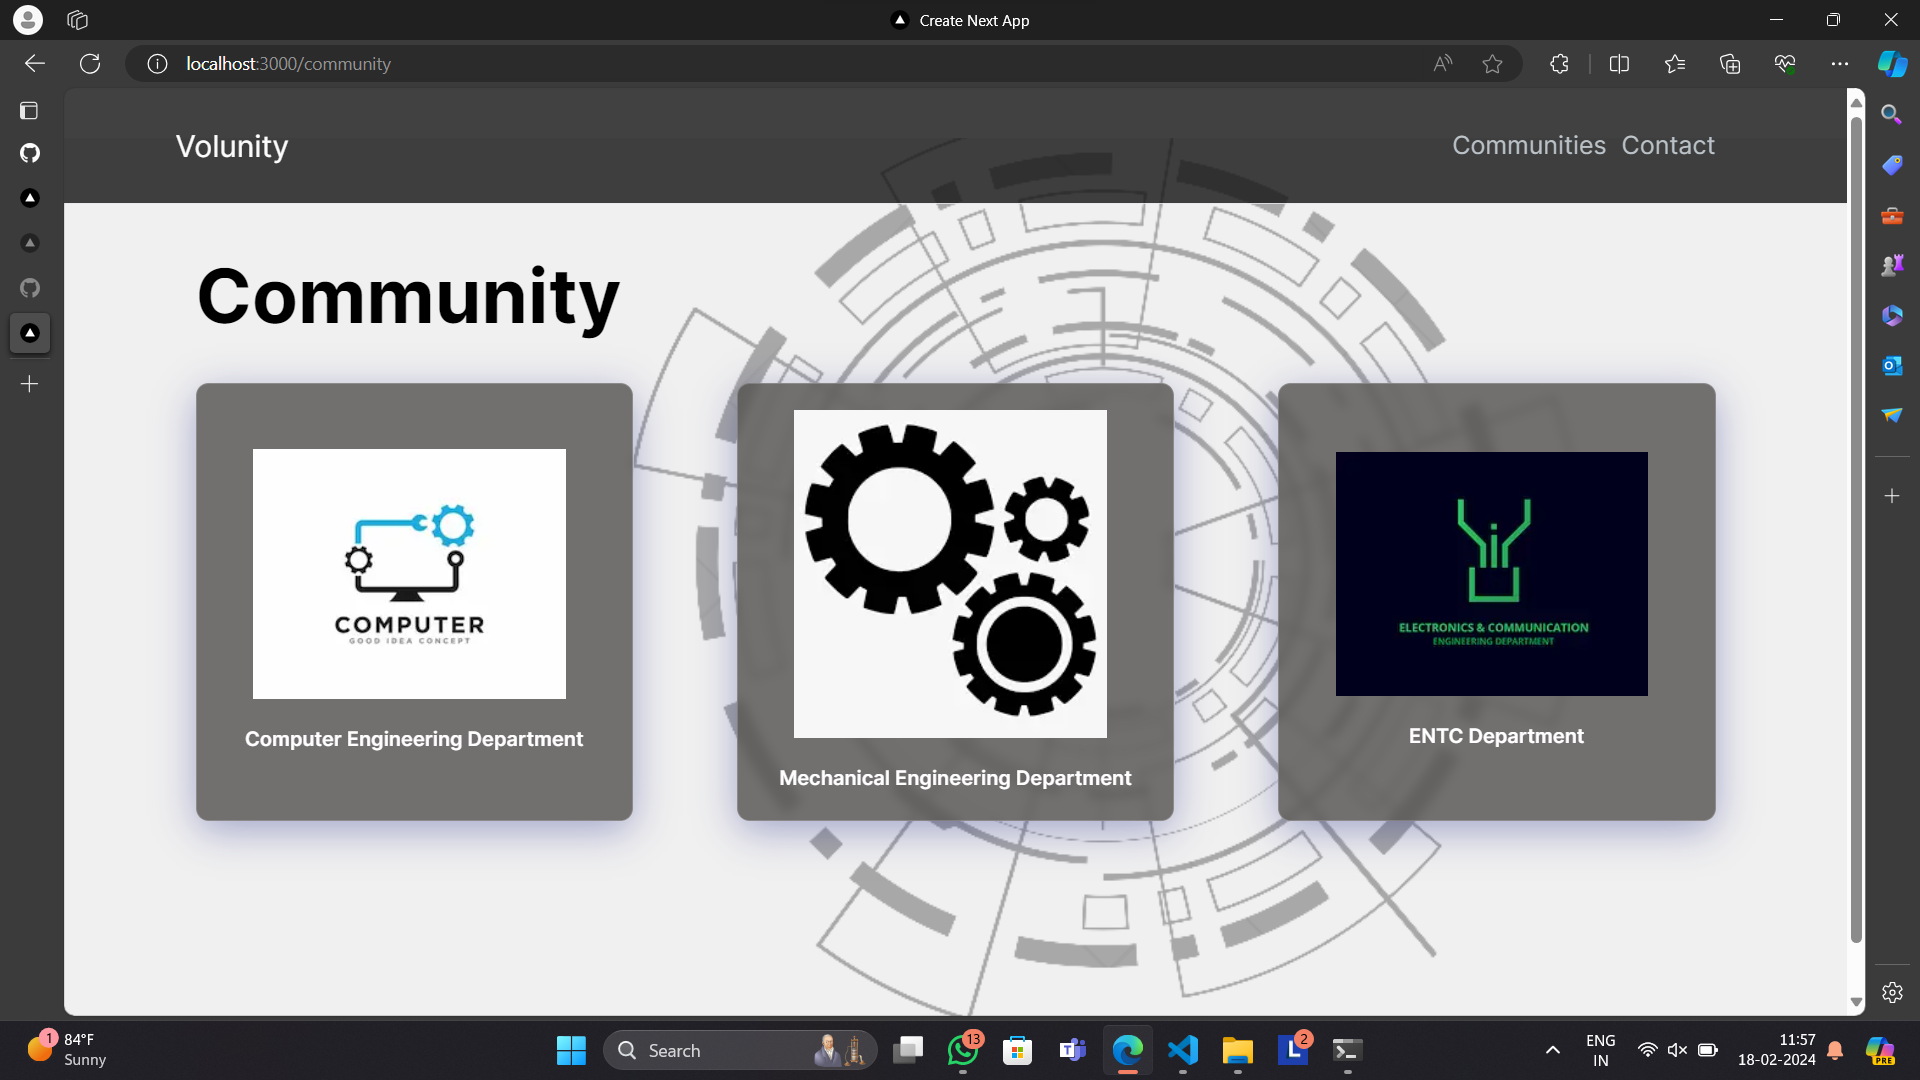 Create Next App
localhost:3000/community
Volunity
Communities Contact
Community
COMPUTER
GOOD IDEA CONCEPT
Computer Engineering Department
Mechanical Engineering Department
ELECTRONICS & COMMUNICATION
ENGINEERING DEPARTMENT
ENTC Department
1
84°F
Sunny
Search
13
T
L
2
ENG
IN
11:57
18-02-2024
PRE